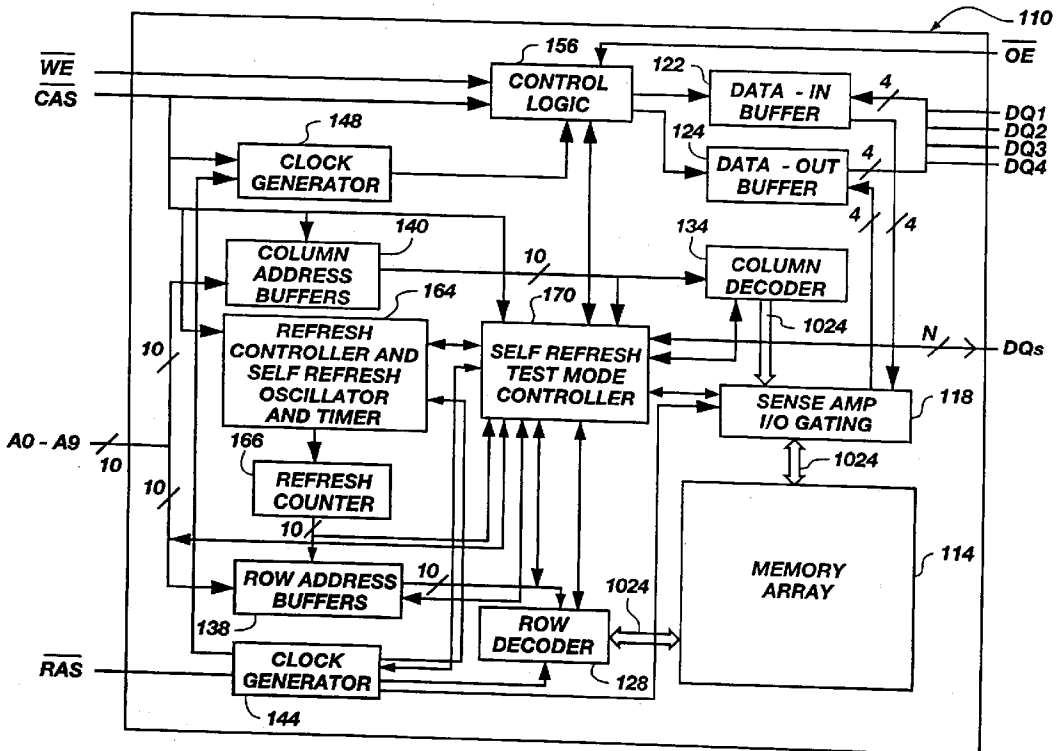 110
156
OE
WE
CAS
CONTROL
LOGIC
122
DATA - IN
BUFFER
4
DQ1
DQ2
DQ3
DQ4
148
CLOCK
GENERATOR
124
DATA - OUT
BUFFER
4
4
4
140
COLUMN
ADDRESS
BUFFERS
10
134
COLUMN
DECODER
164
170
1024
REFRESH
CONTROLLER AND
SELF REFRESH
OSCILLATOR
AND TIMER
SELF REFRESH
TEST MODE
CONTROLLER
N
DQs
10
SENSE AMP
I/O GATING
118
A0 - A9
10
166
REFRESH
COUNTER
10
10
1024
MEMORY
ARRAY
114
ROW ADDRESS
BUFFERS
138
10
ROW
DECODER
128
1024
RAS
CLOCK
GENERATOR
144